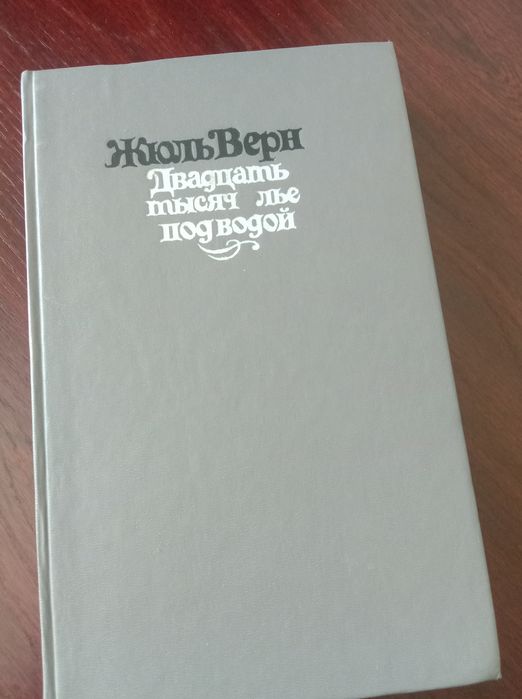 Жюль Верн
Двадцать
тысяч лье
под водой